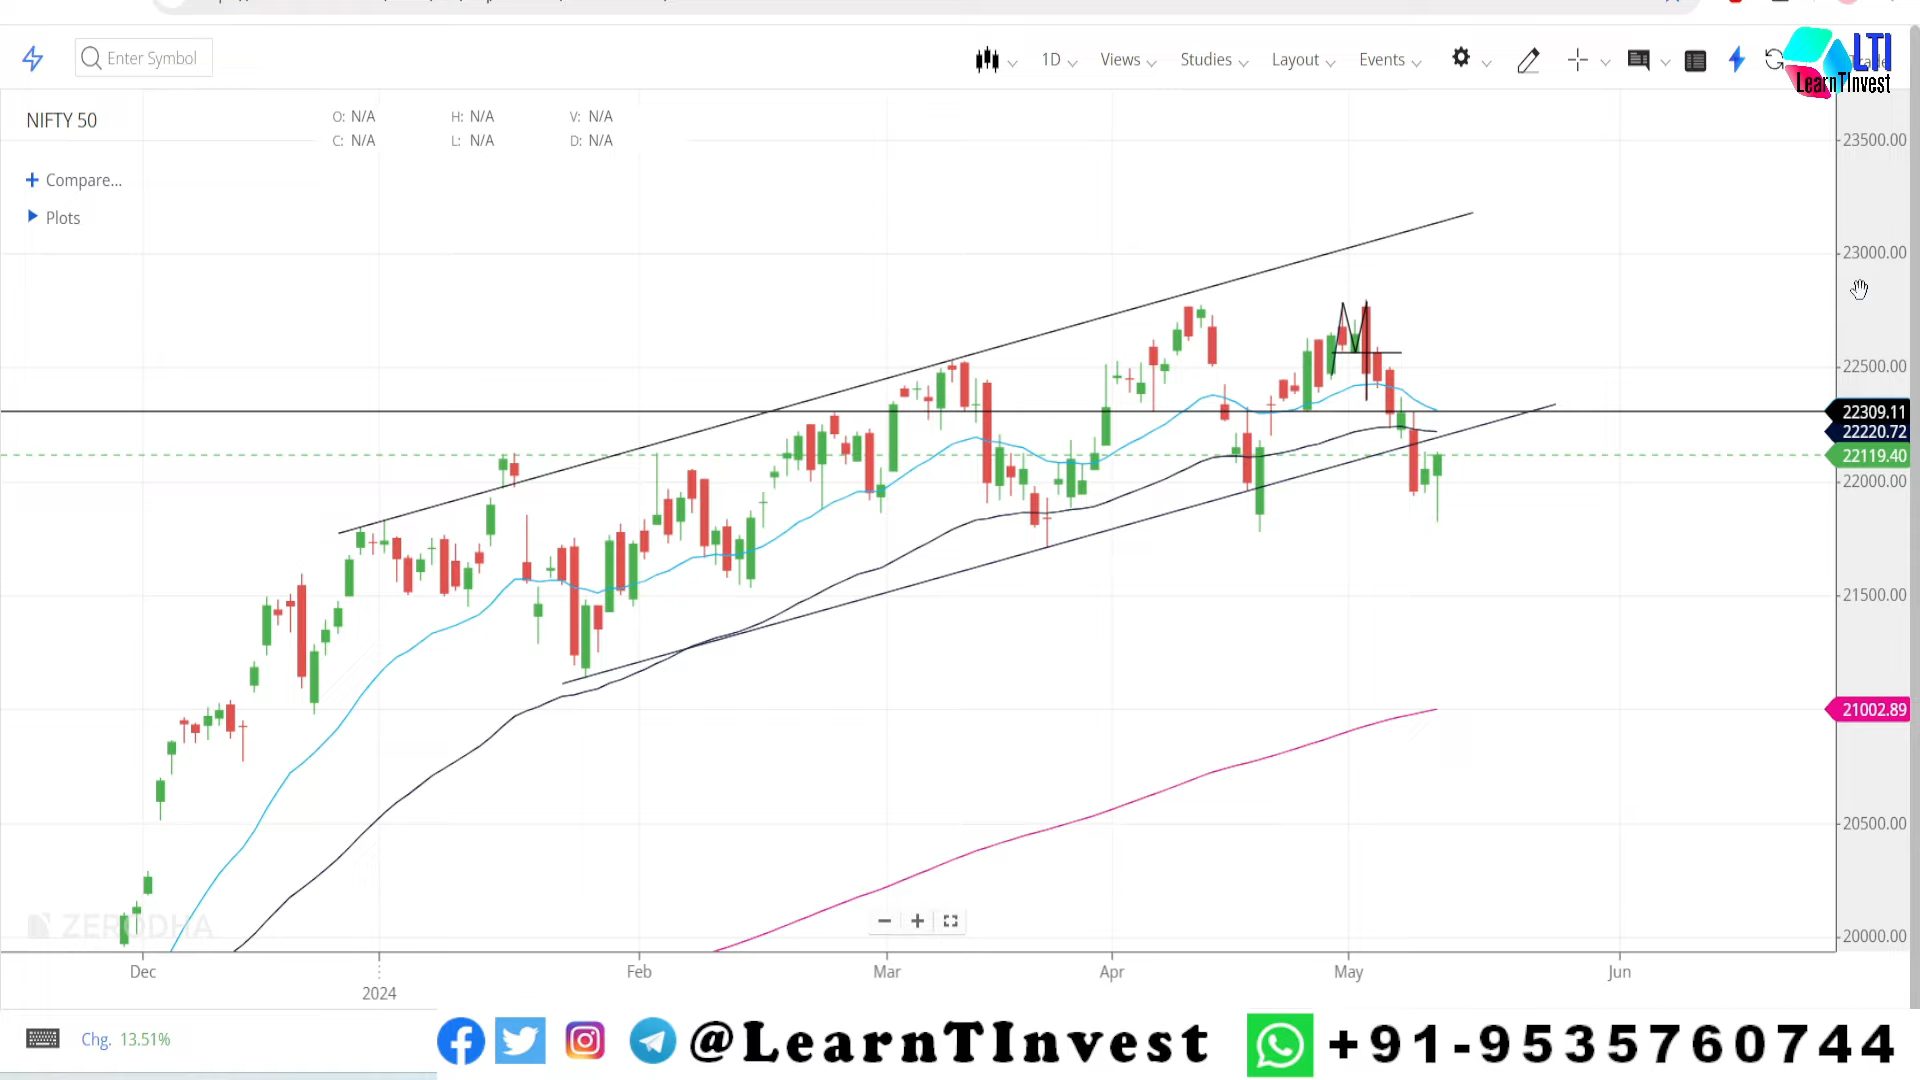 Enter Symbol
1D
Views
Studies
Layout
Events
LTI
LearnTInvest
NIFTY 50
O: N/A
H: N/A
V: N/A
C: N/A
L: N/A
D: N/A
+ Compare...
Plots
23500.00
23000.00
22500.00
22309.11
22220.72
22119.40
22000.00
21500.00
21002.89
20500.00
20000.00
ZERODHA
Dec
2024
Feb
Mar
Apr
May
Jun
Chg. 13.51%
@LearnTInvest
+91-9535760744